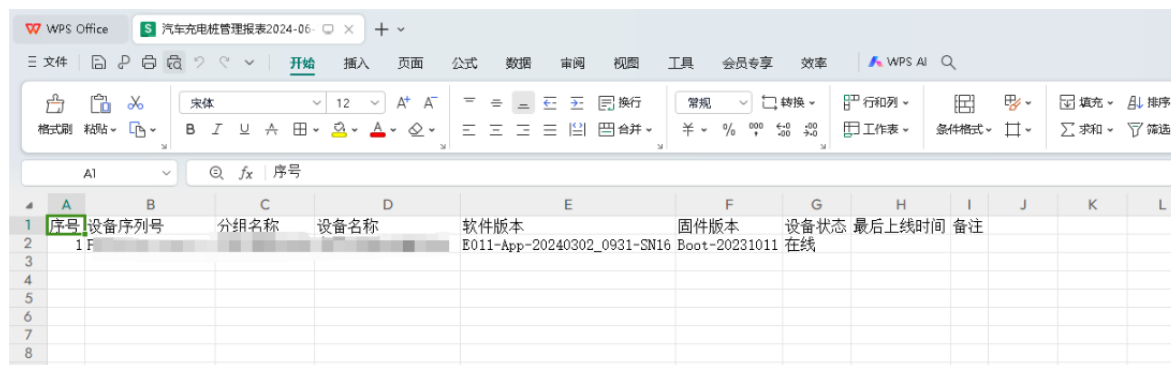 WPS Office 汽车充电桩管理报表2024-06-
文件 开始 插入 页面 公式 数据 审阅 视图 工具 会员专享 效率 WPS AI
宋体 12 A+ A- 换行 常规 转换 行和列 填充 排序
格式刷 粘贴 B I U A A 合并 ¥ % 000 工作表 条件格式 求和 筛选
A1 fx 序号
A B C D E F G H I J K L
1 序号 设备序列号 分组名称 设备名称 软件版本 固件版本 设备状态 最后上线时间 备注
2 1 E011-App-20240302_0931-SN16 Boot-20231011 在线
3
4
5
6
7
8